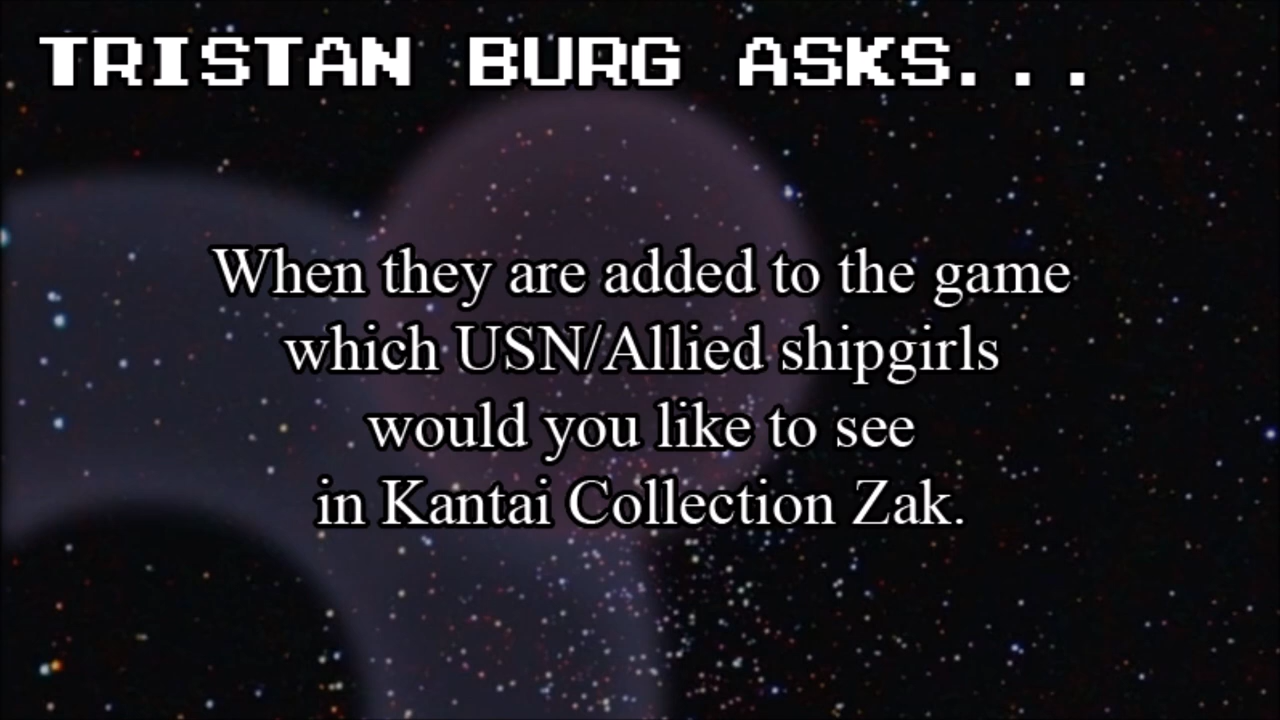 TRISTAN BURG ASKS...
When they are added to the game
which USN/Allied shipgirls
would you like to see
in Kantai Collection Zak.